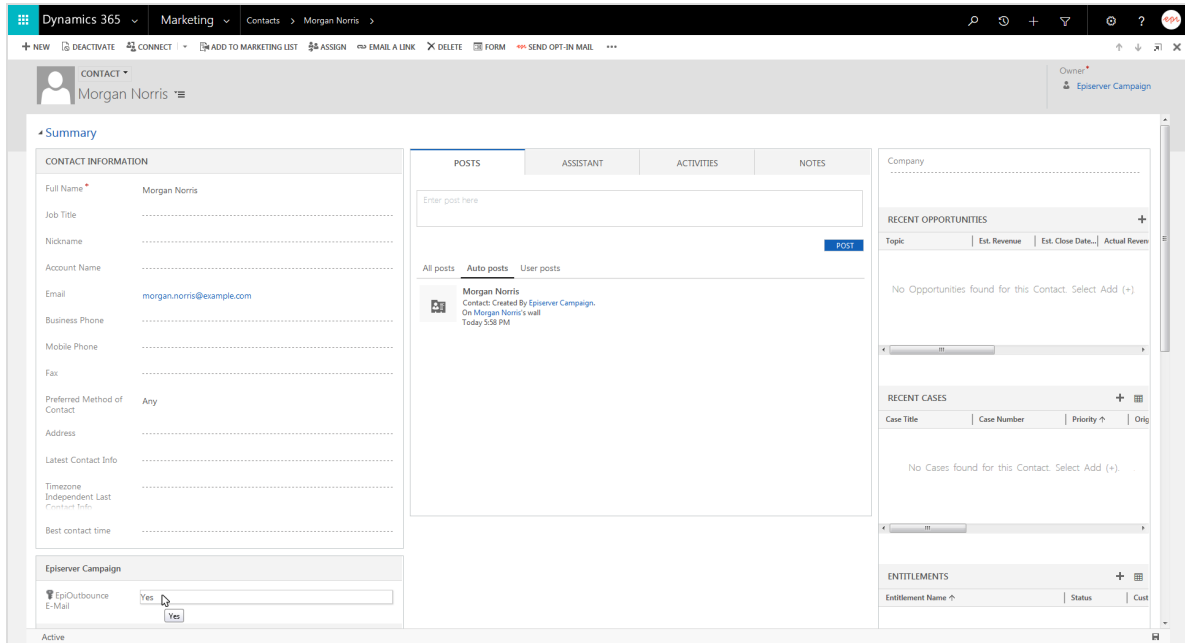 Dynamics 365 Marketing Contacts > Morgan Norris >
epi
+ NEW DEACTIVATE CONNECT ADD TO MARKETING LIST ASSIGN EMAIL A LINK DELETE FORM epi SEND OPT-IN MAIL •••
CONTACT
Morgan Norris
Owner*
Episerver Campaign
Summary
CONTACT INFORMATION
Full Name* Morgan Norris
Job Title
Nickname
Account Name
Email morgan.norris@example.com
Business Phone
Mobile Phone
Fax
Preferred Method of
Contact
Any
Address
Latest Contact Info
Timezone
Independent Last
Contact Info
Best contact time
Episerver Campaign
EpiOutbounce
E-Mail
Yes
Yes
POSTS ASSISTANT ACTIVITIES NOTES
Enter post here
POST
All posts Auto posts User posts
Morgan Norris
Contact: Created By Episerver Campaign.
On Morgan Norris's wall
Today 5:58 PM
Company
RECENT OPPORTUNITIES
Topic Est. Revenue Est. Close Date... Actual Reven
No Opportunities found for this Contact. Select Add (+)
RECENT CASES
Case Title Case Number Priority ↑ Orig
No Cases found for this Contact. Select Add (+).
ENTITLEMENTS
Entitlement Name ↑ Status Cust
Active